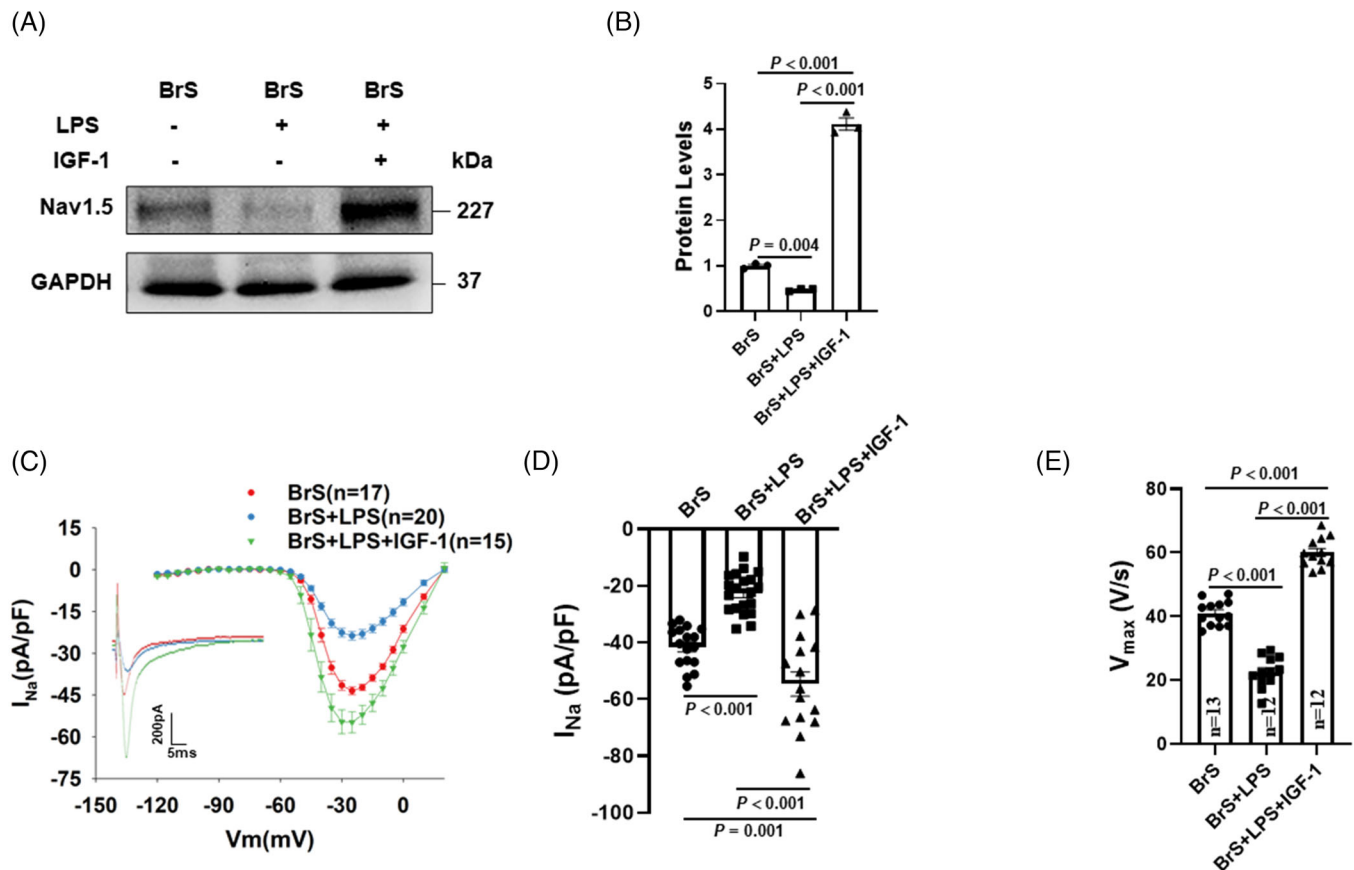 (A)
BrS BrS BrS
LPS - + +
IGF-1 - - + kDa
Nav1.5 227
GAPDH 37
(B)
P < 0.001
P < 0.001
P = 0.004
Protein Levels
5
4
3
2
1
0
BrS
BrS+LPS
BrS+LPS+IGF-1
(C)
BrS(n=17)
BrS+LPS(n=20)
BrS+LPS+IGF-1(n=15)
INa(pA/pF)
15
0
-15
-30
-45
-60
-75
200pA
5ms
-150 -120 -90 -60 -30 0
Vm(mV)
(D)
BrS
BrS+LPS
BrS+LPS+IGF-1
INa (pA/pF)
0
-20
-40
-60
-80
-100
P < 0.001
P < 0.001
P = 0.001
(E)
P < 0.001
P < 0.001
P < 0.001
Vmax (V/s)
80
60
40
20
0
n=13
n=12
n=12
BrS
BrS+LPS
BrS+LPS+IGF-1